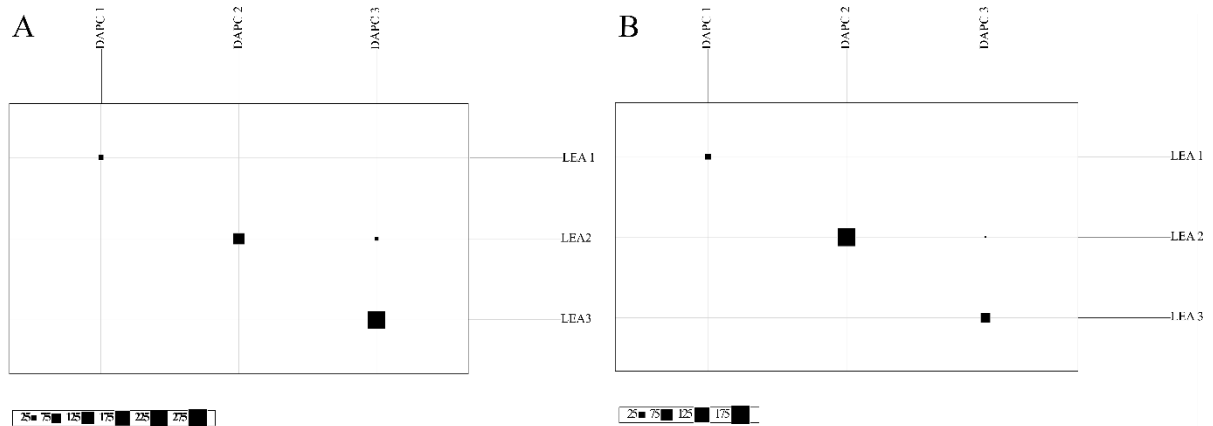 A
DAPC 1
DAPC 2
DAPC 3
LEA 1
LEA2
LEA3
25 75 125 175 225 275
B
DAPC 1
DAPC 2
DAPC 3
LEA 1
LEA 2
LEA 3
25 75 125 175